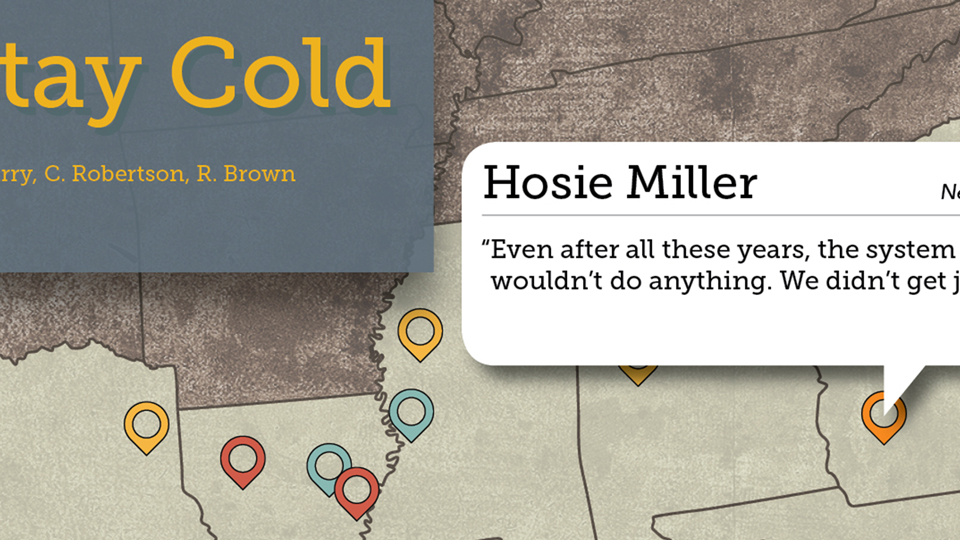 tay Cold
rry, C. Robertson, R. Brown
Hosie Miller
Ne
“Even after all these years, the system
wouldn’t do anything. We didn’t get j